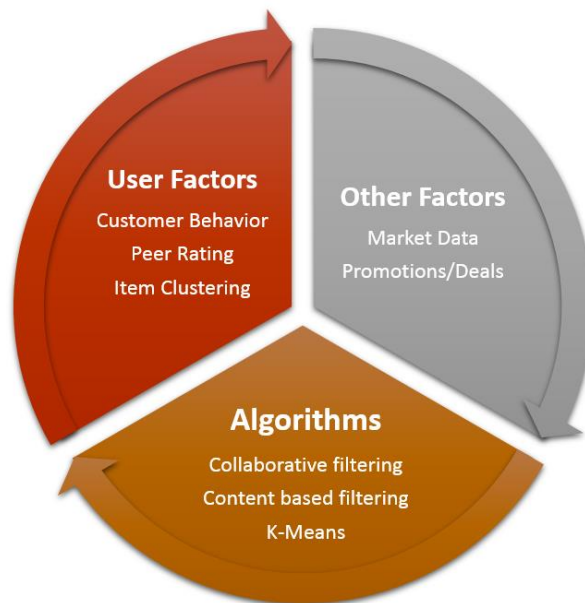 User Factors
Customer Behavior
Peer Rating
Item Clustering
Other Factors
Market Data
Promotions/Deals
Algorithms
Collaborative filtering
Content based filtering
K-Means